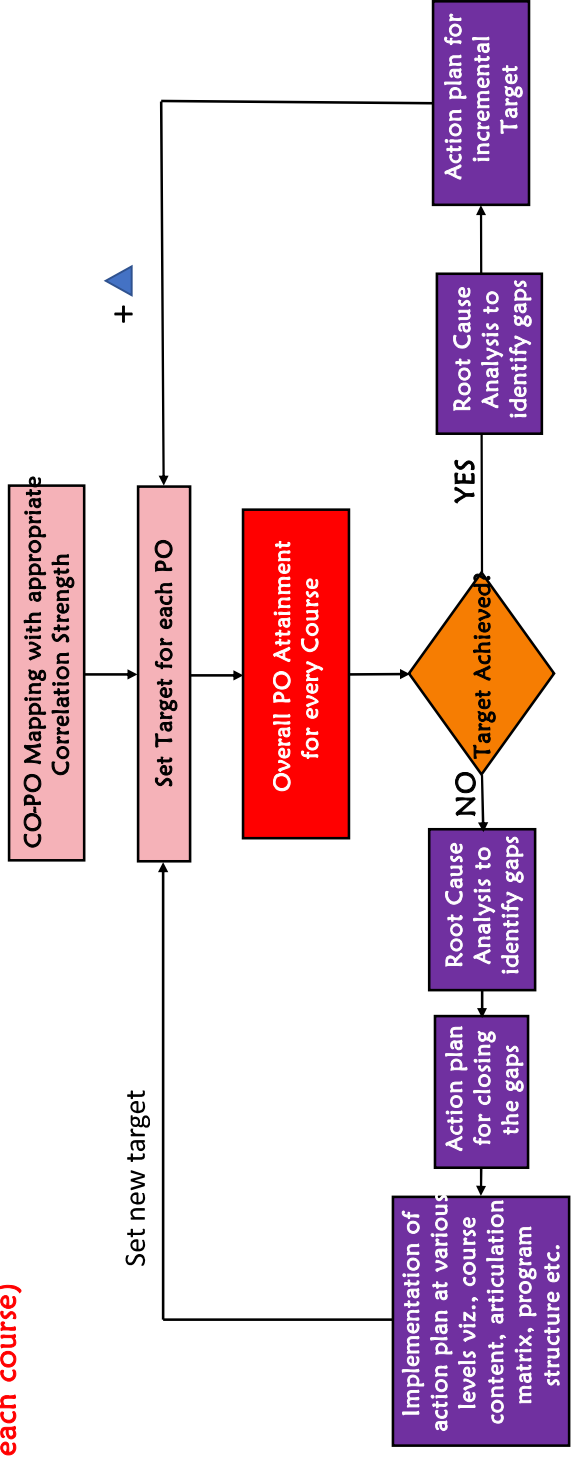 each course)
CO-PO Mapping with appropriate
Correlation Strength
Set new target
+
Set Target for each PO
Overall PO Attainment
for every Course
NO
Target Achieved?
YES
Implementation of
action plan at various
levels viz., course
content, articulation
matrix, program
structure etc.
Action plan
for closing
the gaps
Root Cause
Analysis to
identify gaps
Root Cause
Analysis to
identify gaps
Action plan for
incremental
Target